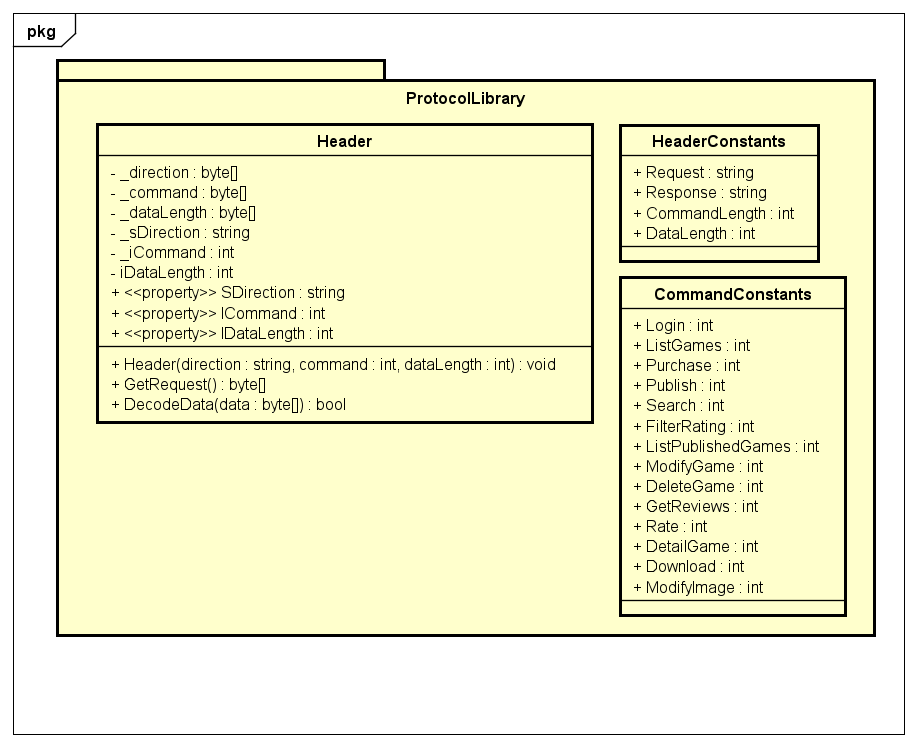 pkg
ProtocolLibrary
Header
- _direction : byte[]
- _command : byte[]
- _dataLength : byte[]
- _sDirection : string
- _iCommand : int
- iDataLength : int
+ <<property>> SDirection : string
+ <<property>> ICommand : int
+ <<property>> IDataLength : int
+ Header(direction : string, command : int, dataLength : int) : void
+ GetRequest() : byte[]
+ DecodeData(data : byte[]) : bool
HeaderConstants
+ Request : string
+ Response : string
+ CommandLength : int
+ DataLength : int
CommandConstants
+ Login : int
+ ListGames : int
+ Purchase : int
+ Publish : int
+ Search : int
+ FilterRating : int
+ ListPublishedGames : int
+ ModifyGame : int
+ DeleteGame : int
+ GetReviews : int
+ Rate : int
+ DetailGame : int
+ Download : int
+ ModifyImage : int